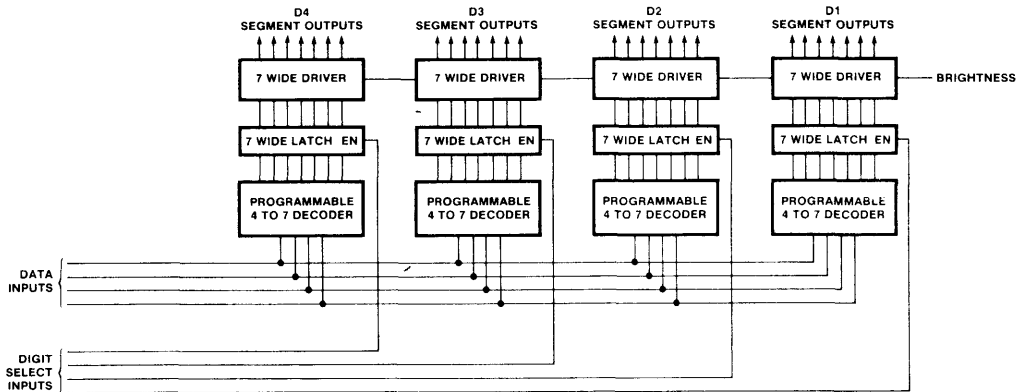 D4
SEGMENT OUTPUTS
D3
SEGMENT OUTPUTS
D2
SEGMENT OUTPUTS
D1
SEGMENT OUTPUTS
7 WIDE DRIVER
7 WIDE DRIVER
7 WIDE DRIVER
7 WIDE DRIVER
BRIGHTNESS
7 WIDE LATCH EN
7 WIDE LATCH EN
7 WIDE LATCH EN
7 WIDE LATCH EN
PROGRAMMABLE
4 TO 7 DECODER
PROGRAMMABLE
4 TO 7 DECODER
PROGRAMMABLE
4 TO 7 DECODER
PROGRAMMABLE
4 TO 7 DECODER
DATA
INPUTS
DIGIT
SELECT
INPUTS